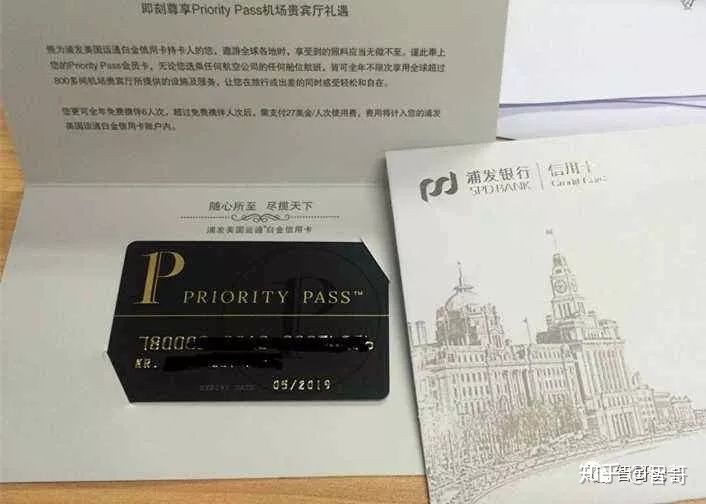 即刻尊享Priority Pass机场贵宾厅礼遇
贵为浦发美国运通白金信用卡持卡人的您，遨游全球各地时，享受到的照料应当无微不至。谨此奉上
您的Priority Pass会员卡，无论您选乘任何航空公司的任何舱位航班，皆可全年不限次享用全球超过
800多间机场贵宾厅所提供的设施及服务，让您在旅行或出差的同时感受轻松和自在。
您更可全年免费携伴6人次，超过免费携伴人次后，需支付27美金/人次使用费，费用将计入您的浦发
美国运通白金信用卡账户内。
随心所至 尽揽天下
浦发美国运通®白金信用卡
P
PRIORITY PASS™
MR.
EXPIRY DATE 05/2019
浦发银行 信用卡
SPD BANK Credit Card
知乎 @智哥